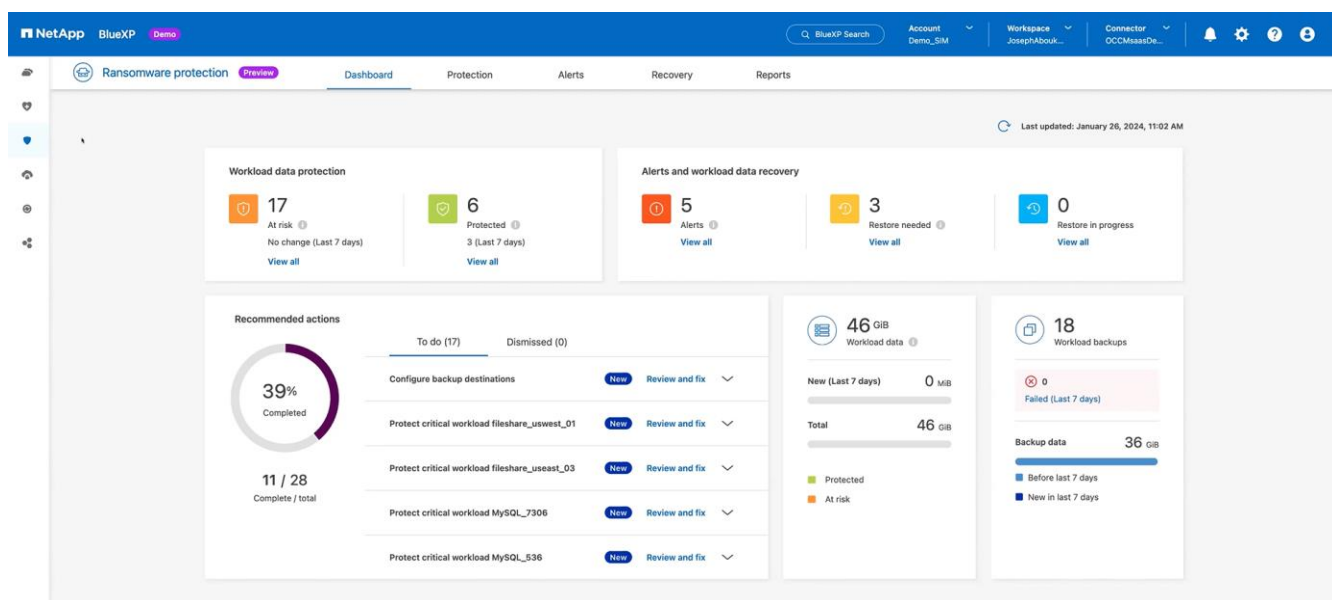 NetApp BlueXP Demo
BlueXP Search
Account
Demo_SIM
Workspace
JosephAbouk...
Connector
OCCMsaasDe...
Ransomware protection Preview
Dashboard Protection Alerts Recovery Reports
Last updated: January 26, 2024, 11:02 AM
Workload data protection
17
At risk
No change (Last 7 days)
View all
6
Protected
3 (Last 7 days)
View all
Alerts and workload data recovery
5
Alerts
View all
3
Restore needed
View all
0
Restore in progress
View all
Recommended actions
39%
Completed
11 / 28
Complete / total
To do (17) Dismissed (0)
Configure backup destinations New Review and fix
Protect critical workload fileshare_uswest_01 New Review and fix
Protect critical workload fileshare_useast_03 New Review and fix
Protect critical workload MySQL_7306 New Review and fix
Protect critical workload MySQL_536 New Review and fix
46 GiB
Workload data
New (Last 7 days) 0 MiB
Total 46 GiB
Protected
At risk
18
Workload backups
0
Failed (Last 7 days)
Backup data 36 GiB
Before last 7 days
New in last 7 days